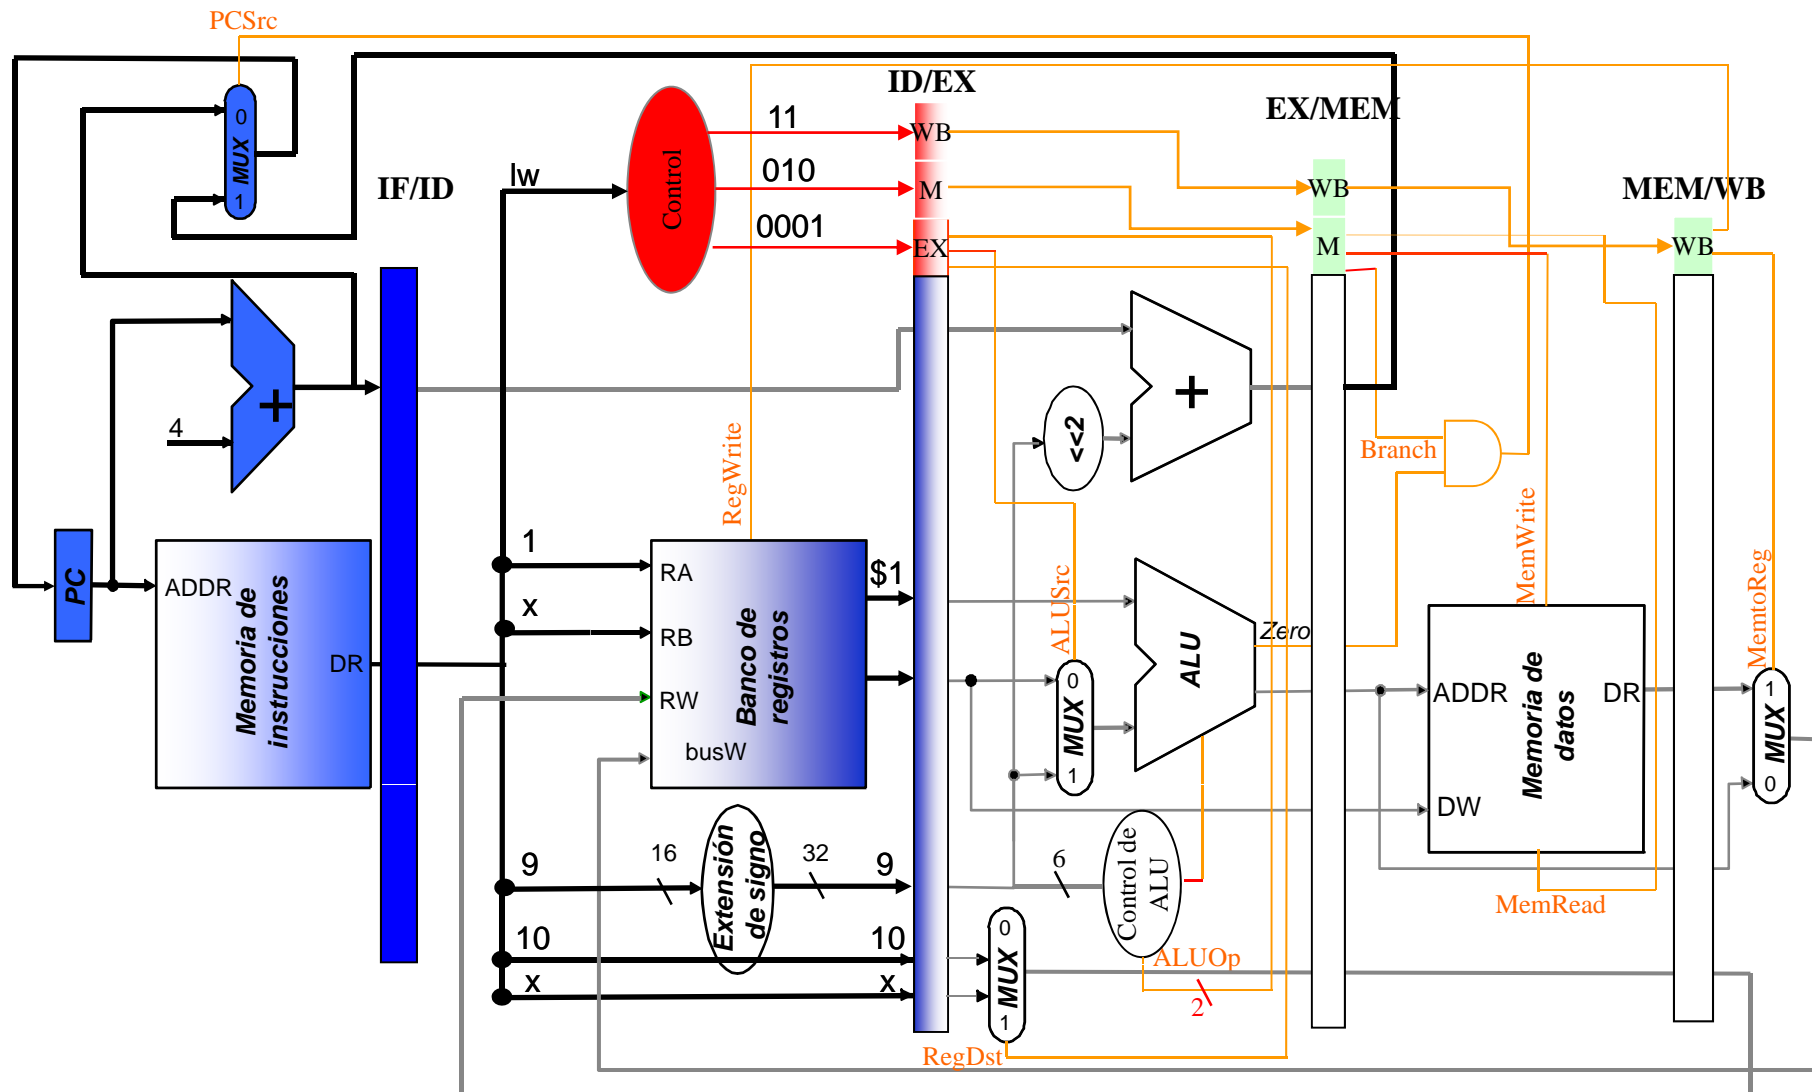 PCSrc
ID/EX
EX/MEM
IF/ID
MEM/WB
0
MUX
1
Control
lw
11
010
0001
WB
M
EX
WB
M
WB
4
+
+
<<2
Branch
RegWrite
PC
ADDR
Memoria de
instrucciones
DR
1
x
RA
RB
RW
busW
Banco de
registros
$1
ALUSrc
0
MUX
1
ALU
Zero
MemWrite
MemtoReg
ADDR
DR
DW
Memoria de
datos
1
MUX
0
9
16
Extensión
de signo
32
9
6
Control de
ALU
MemRead
10
10
x
x
0
MUX
1
ALUOp
2
RegDst